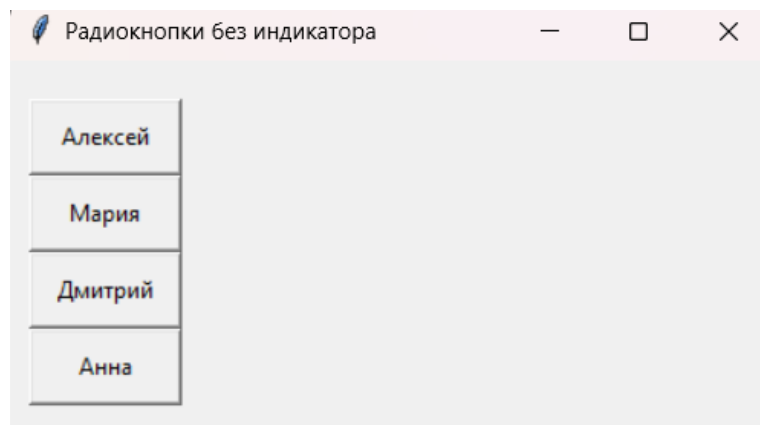 Радиокнопки без индикатора
Алексей
Мария
Дмитрий
Анна